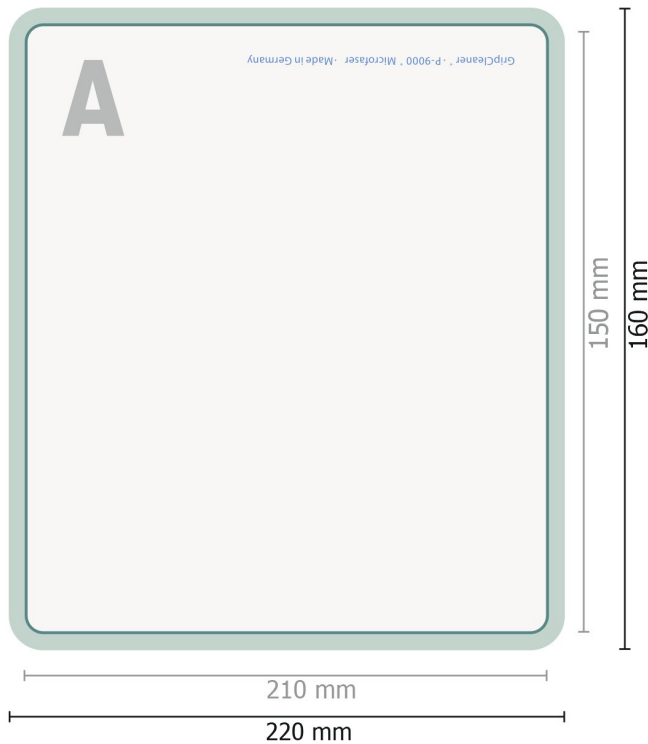 A
GripCleaner® · P-9000® Microfaser · Made in Germany
150 mm
160 mm
210 mm
220 mm